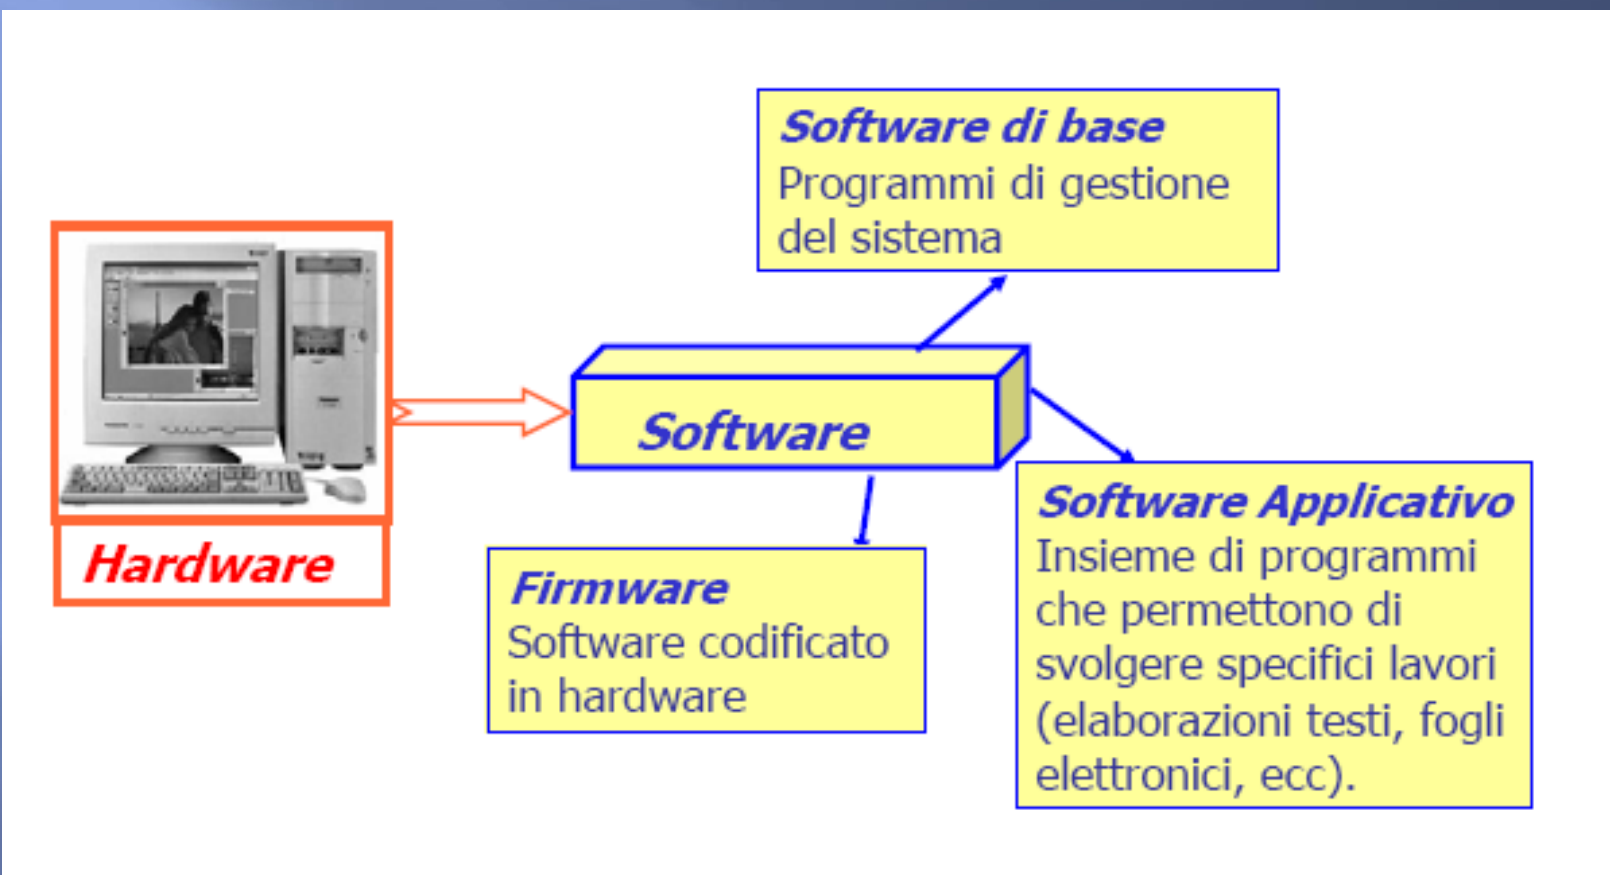 Software di base
Programmi di gestione
del sistema
Software
Hardware
Firmware
Software codificato
in hardware
Software Applicativo
Insieme di programmi
che permettono di
svolgere specifici lavori
(elaborazioni testi, fogli
elettronici, ecc).